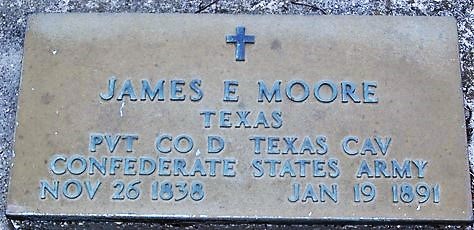 JAMES E MOORE
TEXAS
PVT CO D TEXAS CAV
CONFEDERATE STATES ARMY
NOV 26 1838 JAN 19 1891